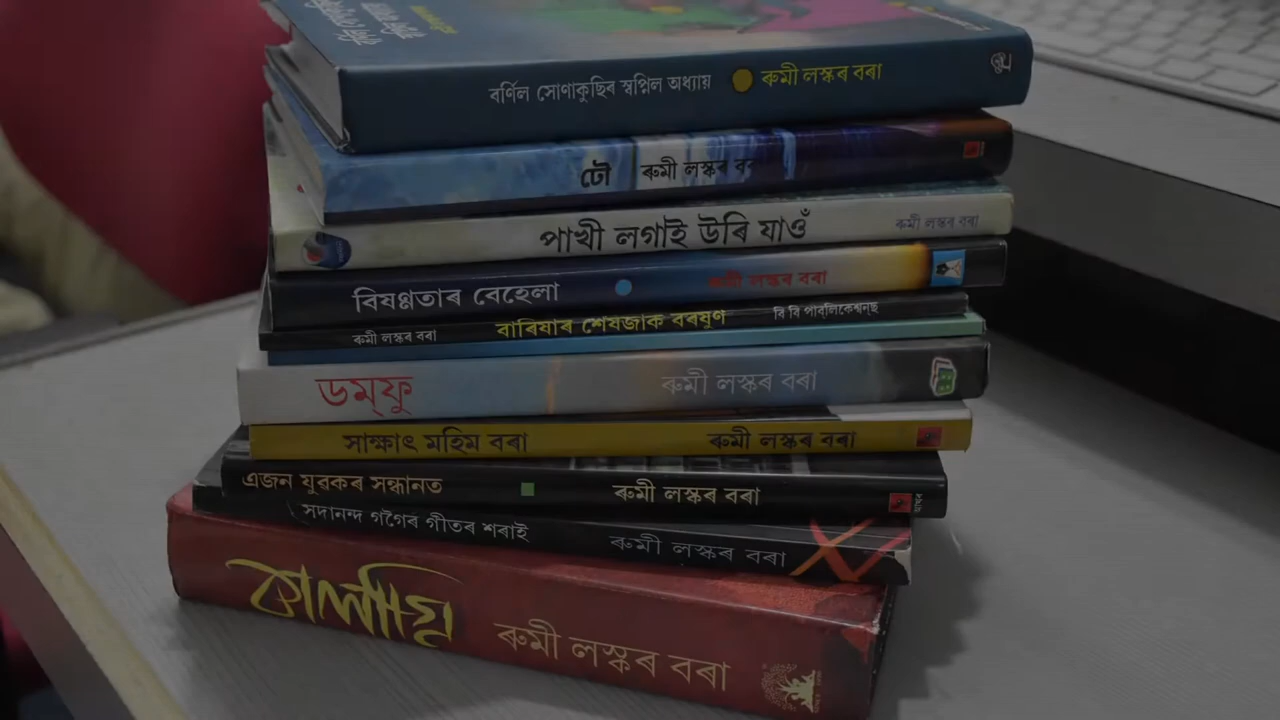 বৰ্ণিল সোণাকুছিৰ স্বপ্নিল অধ্যায় ৰুমী লস্কৰ বৰা
ঢৌ ৰুমী লস্কৰ
পাখী লগাই উৰি যাওঁ ৰুমী লস্কৰ বৰা
বিষণ্ণতাৰ বেহেলা ৰুমী লস্কৰ বৰা
ৰুমী লস্কৰ বৰা বাৰিষাৰ শেষজাক বৰষুণ বি বি পাব্লিকেশ্যন্‌ছ
ডম্ফু ৰুমী লস্কৰ বৰা
সাক্ষাৎ মহিম বৰা ৰুমী লস্কৰ বৰা
এজন যুৱকৰ সন্ধানত ৰুমী লস্কৰ বৰা
সদানন্দ গগৈৰ গীতৰ শৰাই ৰুমী লস্কৰ বৰা
কালাগ্নি ৰুমী লস্কৰ বৰা